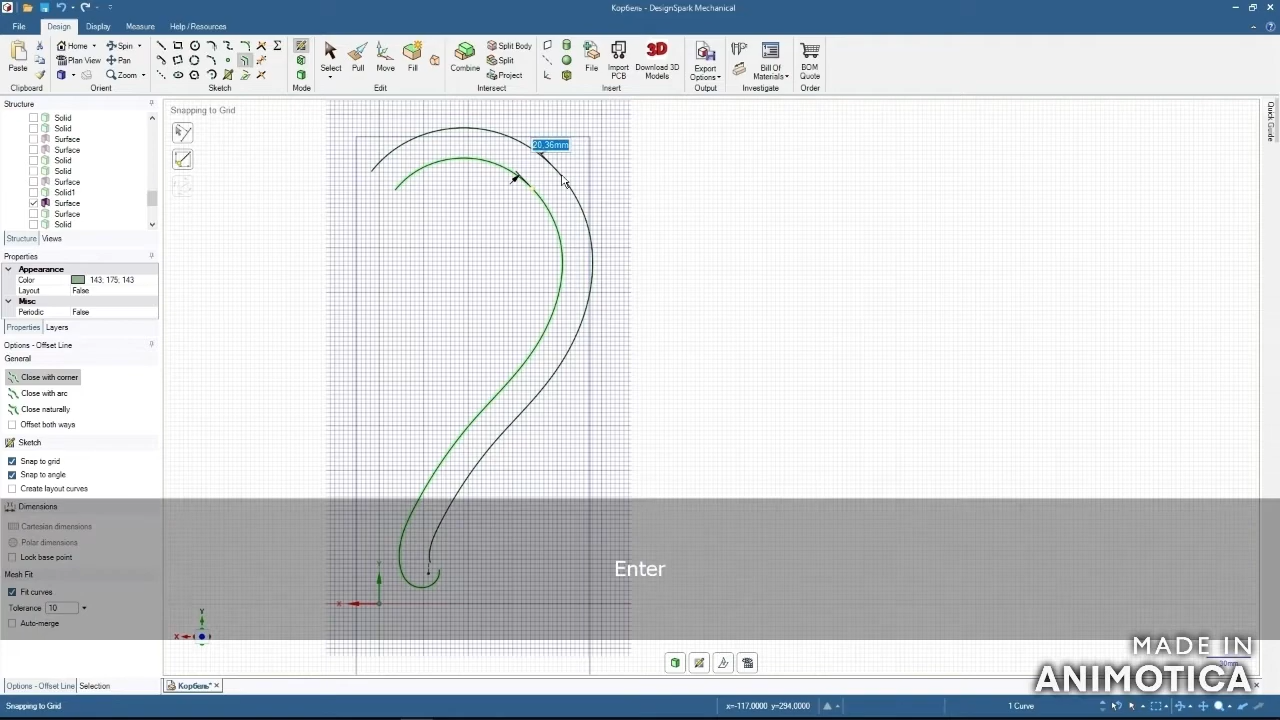 Корбель - DesignSpark Mechanical
File Design Display Measure Help / Resources
Home Spin Split Body
Plan View Pan Split
Zoom Project
Paste Select Pull Move Fill Combine File Insert PCB Download 3D Models Export Options Bill Of Materials BOM Quote
3D
Clipboard Orient Sketch Mode Edit Intersect Insert Output Investigate Order
Structure
Solid
Solid
Surface
Surface
Solid
Solid
Surface
Solid1
Surface
Surface
Solid
Structure Views
Properties
Appearance
Color 143; 175; 143
Layout False
Misc
Periodic False
Properties Layers
Options - Offset Line
General
Close with corner
Close with arc
Close naturally
Offset both ways
Sketch
Snap to grid
Snap to angle
Create layout curves
Dimensions
Cartesian dimensions
Polar dimensions
Lock base point
Mesh Fit
Fit curves
Tolerance 10
Auto-merge
Options - Offset Line Selection
Snapping to Grid
20,36mm
Quick Guide
Y
X
Y
X
Enter
MADE IN
ANIMOTICA
Корбель*
Snapping to Grid
x=-117.0000 y=294.0000
1 Curve